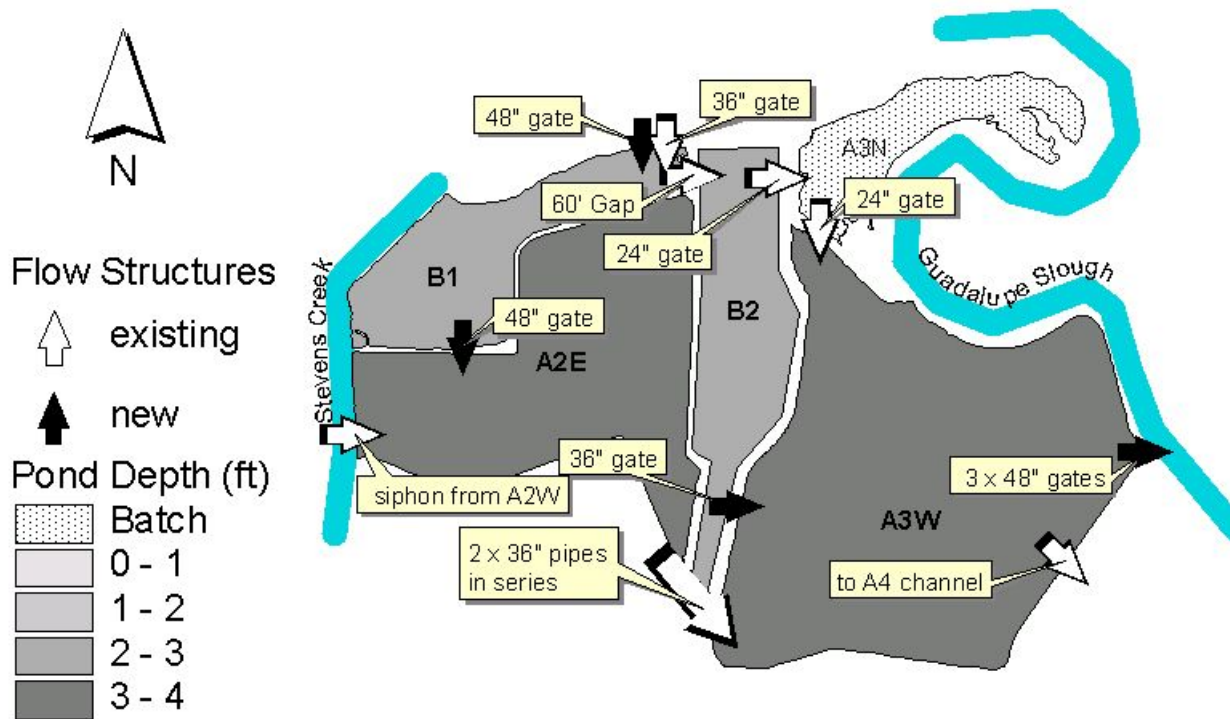 N
Flow Structures
existing
new
Pond Depth (ft)
Batch
0 - 1
1 - 2
2 - 3
3 - 4
48" gate
36" gate
60' Gap
24" gate
A3N
24" gate
B1
B2
48" gate
A2E
Stevens Creek
Guadalupe Slough
siphon from A2W
36" gate
2 x 36" pipes
in series
A3W
3 x 48" gates
to A4 channel